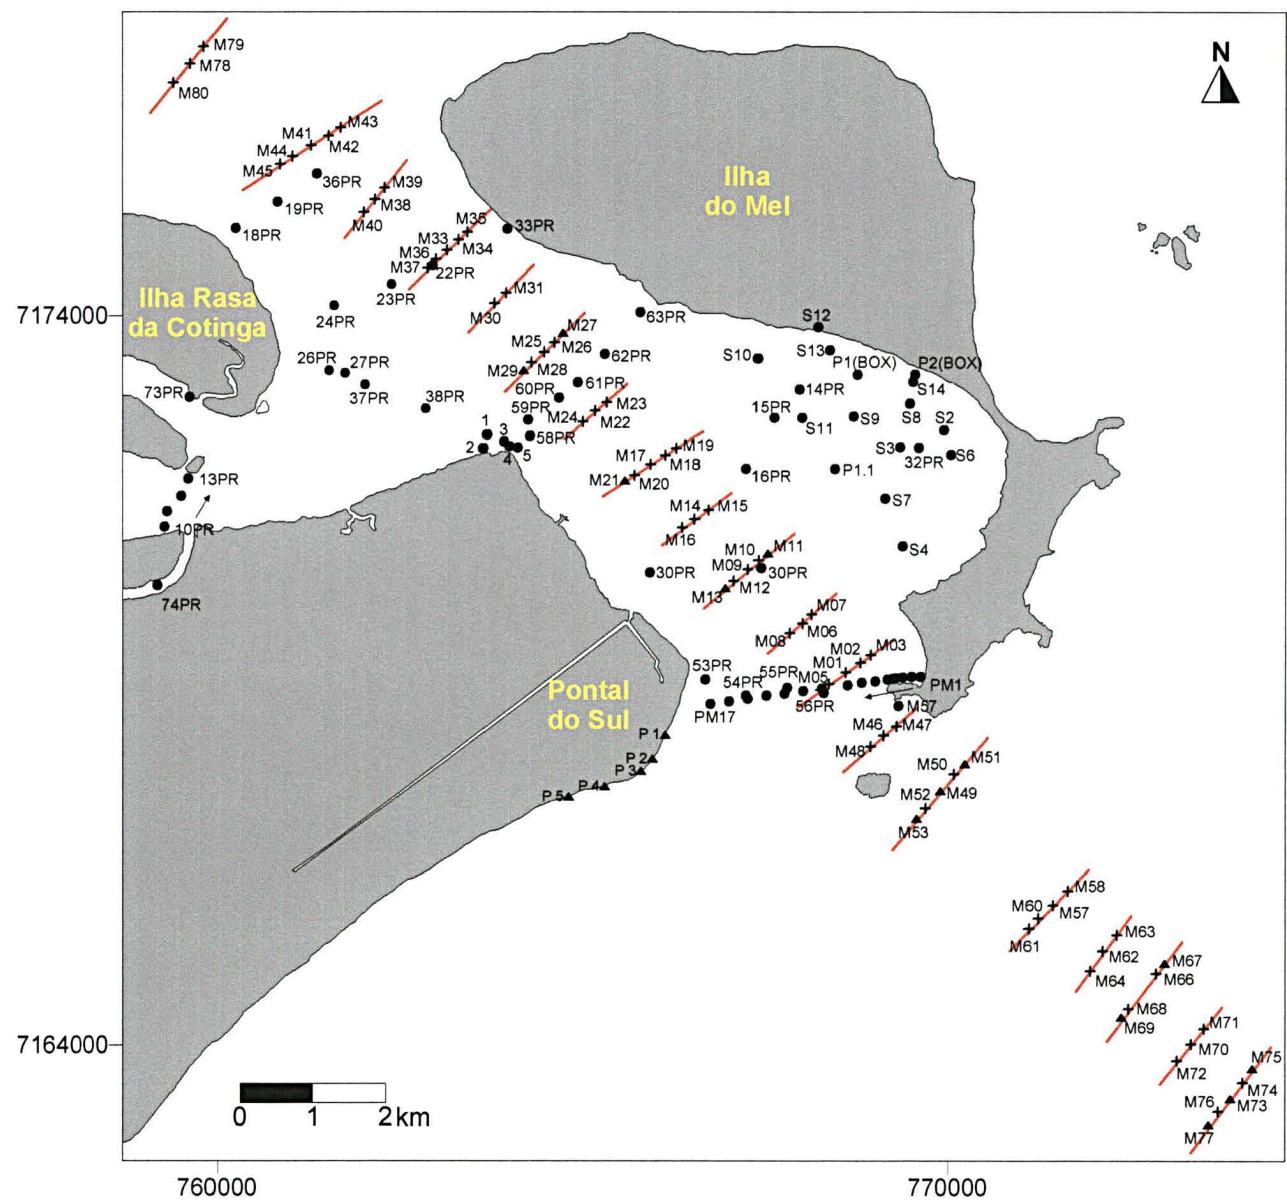 M79
M78
M80
N
M43
M41
M42
M44
M45
36PR
M39
M38
M40
19PR
18PR
Ilha
do Mel
M35
33PR
M33
M34
M36
M37
22PR
23PR
Ilha Rasa
da Cotinga
7174000
24PR
M31
M30
63PR
S12
M27
M25
M26
M28
M29
62PR
S13
S10
P1(BOX)
P2(BOX)
26PR
27PR
37PR
61PR
60PR
14PR
S14
73PR
38PR
59PR
M24
M23
M22
15PR
S11
S9
S8
S2
1
3
2
4
5
58PR
M19
M17
M18
S3
32PR
S6
M21
M20
16PR
P1.1
13PR
10PR
M14
M15
M16
S7
M10
M11
M09
30PR
30PR
M12
M13
S4
74PR
M07
M06
M08
M03
M02
M01
53PR
55PR
M05
54PR
56PR
PM1
PM17
Pontal
do Sul
M57
M47
M46
M48
P 1
P 2
P 3
P 4
P 5
M51
M50
M49
M52
M53
M58
M60
M57
M61
M63
M62
M64
M67
M66
M68
M69
7164000
M71
M70
M72
M75
M74
M73
M76
M77
0 1 2 km
760000
770000